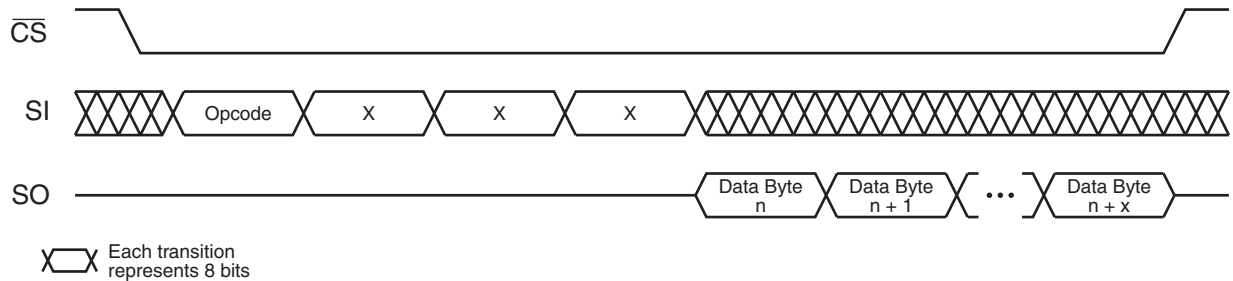 CS
SI
Opcode
X
X
X
SO
Data Byte
n
Data Byte
n + 1
•••
Data Byte
n + x
Each transition
represents 8 bits